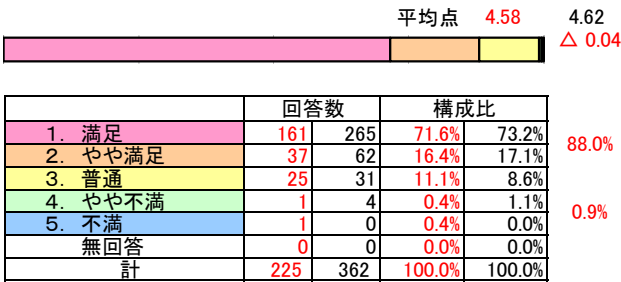 平均点 4.58 4.62
△ 0.04
回答数 構成比
１． 満足 161 265 71.6% 73.2%
88.0%
２． やや満足 37 62 16.4% 17.1%
３． 普通 25 31 11.1% 8.6%
４． やや不満 1 4 0.4% 1.1%
0.9%
５． 不満 1 0 0.4% 0.0%
無回答 0 0 0.0% 0.0%
計 225 362 100.0% 100.0%